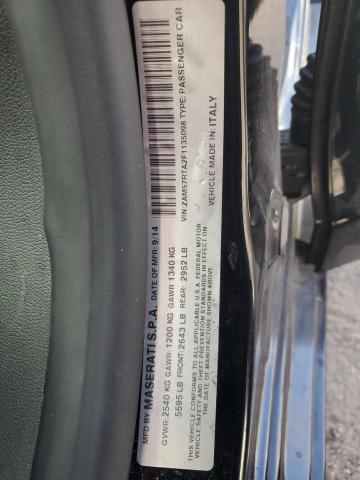 MFD BY MASERATI S.P.A. DATE OF MFR: 9/14
GVWR: 2540 KG GAWR: 1200 KG GAWR 1340 KG
5595 LB FRONT: 2643 LB REAR: 2952 LB
THIS VEHICLE CONFORMS TO ALL APPLICABLE U.S.A. FEDERAL MOTOR
VEHICLE SAFETY AND THEFT PREVENTION STANDARDS IN EFFECT ON THE
DATE OF MANUFACTURE SHOWN ABOVE
VIN: ZAM57RTA2F1135098 TYPE: PASSENGER CAR
VEHICLE MADE IN: ITALY